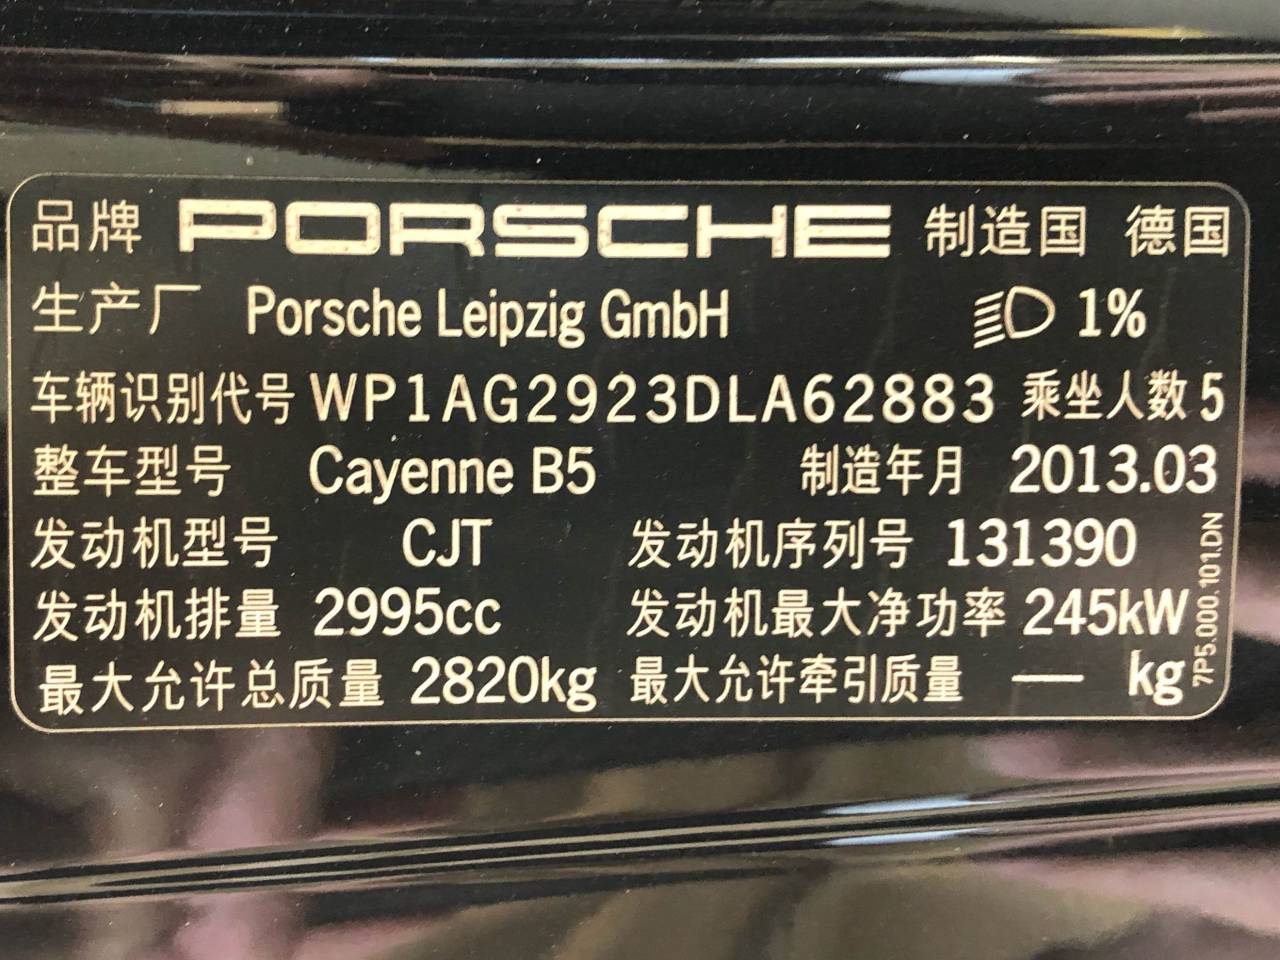 品牌 PORSCHE 制造国 德国
生产厂 Porsche Leipzig GmbH 1%
车辆识别代号 WP1AG2923DLA62883 乘坐人数 5
整车型号 Cayenne B5 制造年月 2013.03
发动机型号 CJT 发动机序列号 131390
发动机排量 2995cc 发动机最大净功率 245kW
最大允许总质量 2820kg 最大允许牵引质量 — kg
7P5.000.101.DN